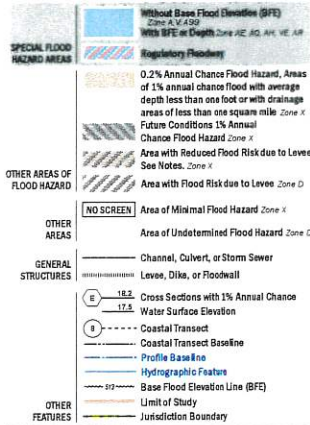 Without Base Flood Elevation (BFE)
Zone A, V, A99
With BFE or Depth Zone AE, AO, AH, VE, AR
SPECIAL FLOOD
HAZARD AREAS
Regulatory Floodway
0.2% Annual Chance Flood Hazard, Areas
of 1% annual chance flood with average
depth less than one foot or with drainage
areas of less than one square mile Zone X
Future Conditions 1% Annual
Chance Flood Hazard Zone X
Area with Reduced Flood Risk due to Levee
See Notes. Zone X
OTHER AREAS OF
FLOOD HAZARD
Area with Flood Risk due to Levee Zone D
NO SCREEN Area of Minimal Flood Hazard Zone X
OTHER
AREAS
Area of Undetermined Flood Hazard Zone D
GENERAL
STRUCTURES
Channel, Culvert, or Storm Sewer
Levee, Dike, or Floodwall
E 18.2 Cross Sections with 1% Annual Chance
17.5 Water Surface Elevation
8 Coastal Transect
Coastal Transect Baseline
Profile Baseline
Hydrographic Feature
513 Base Flood Elevation Line (BFE)
OTHER
FEATURES
Limit of Study
Jurisdiction Boundary